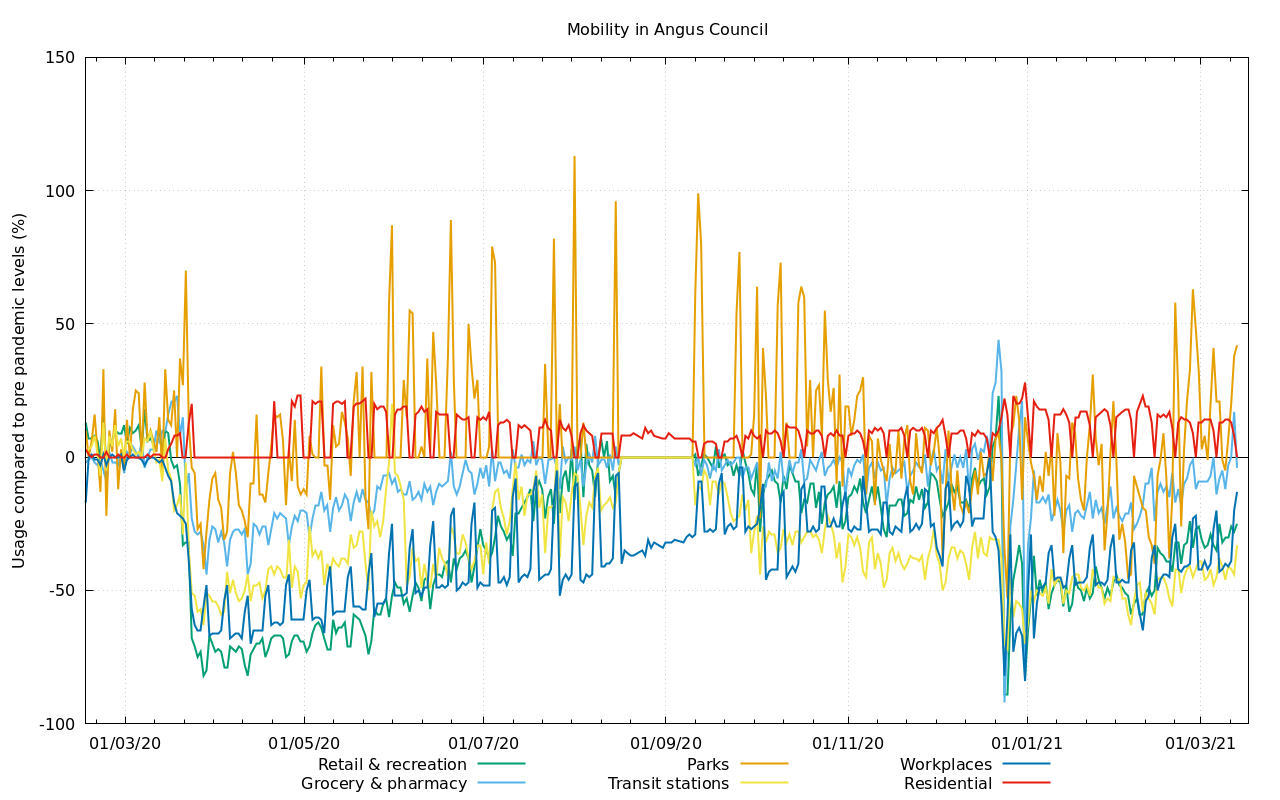 Mobility in Angus Council
Usage compared to pre pandemic levels (%)
150
100
50
0
-50
-100
01/03/20 01/05/20 01/07/20 01/09/20 01/11/20 01/01/21 01/03/21
Retail & recreation Parks Workplaces
Grocery & pharmacy Transit stations Residential